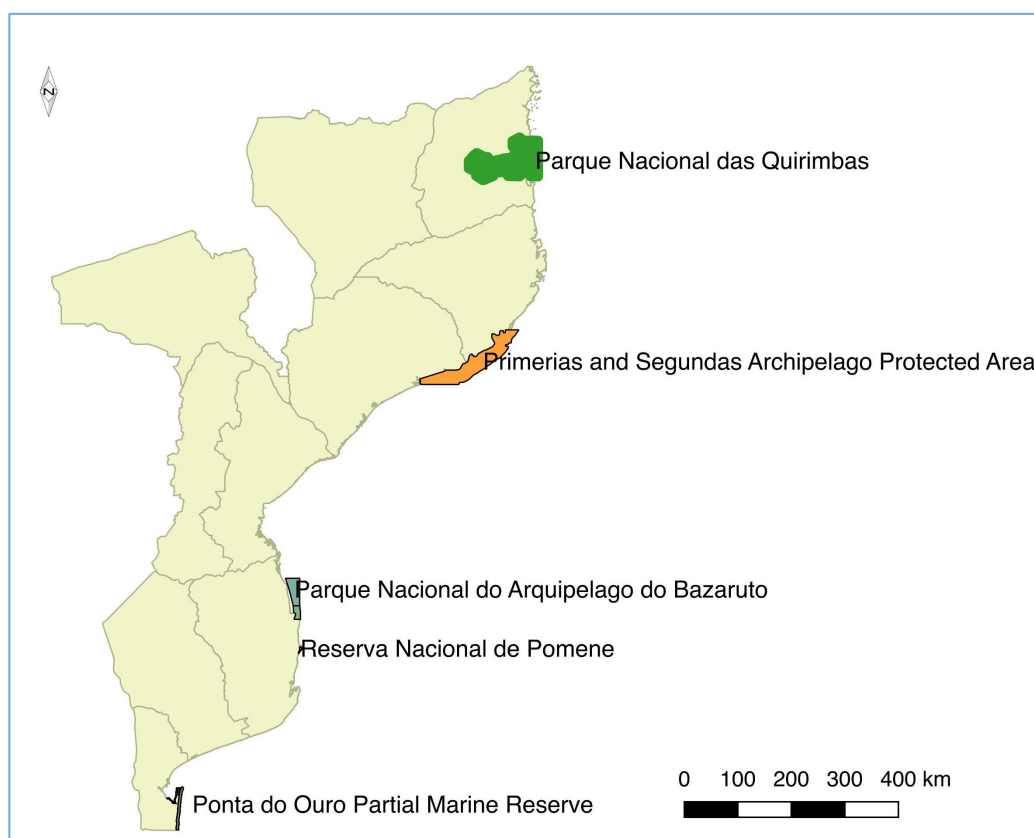 N
Parque Nacional das Quirimbas
Primerias and Segundas Archipelago Protected Area
Parque Nacional do Arquipelago do Bazaruto
Reserva Nacional de Pomene
0 100 200 300 400 km
Ponta do Ouro Partial Marine Reserve